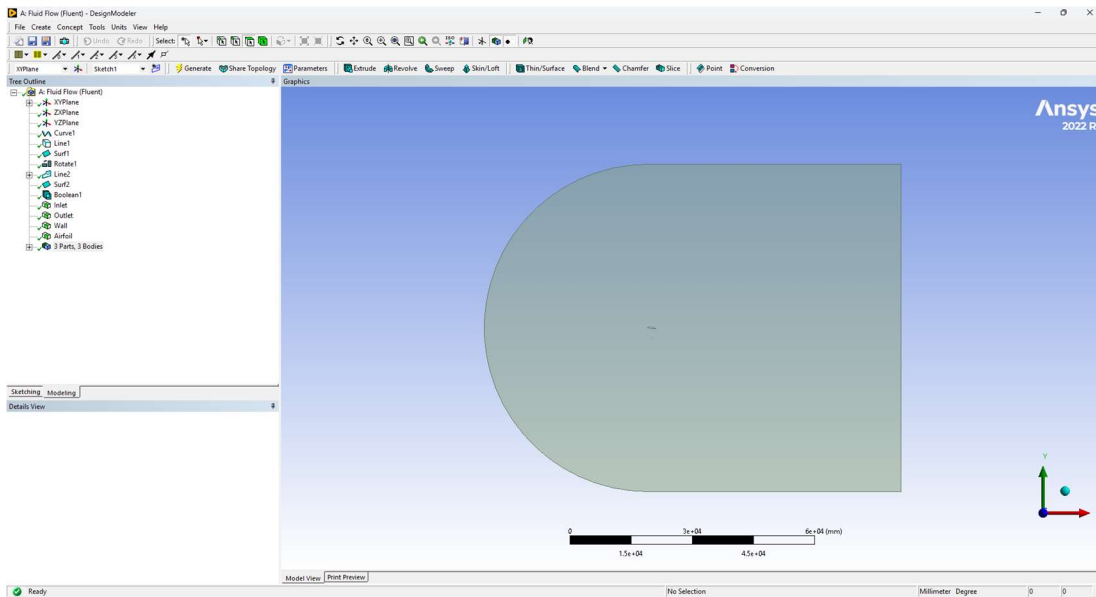 A: Fluid Flow (Fluent) - DesignModeler
File Create Concept Tools Units View Help
Undo Redo Select: ISO
XYPlane Sketch1 Generate Share Topology Parameters Extrude Revolve Sweep Skin/Loft Thin/Surface Blend Chamfer Slice Point Conversion
Tree Outline
A: Fluid Flow (Fluent)
XYPlane
ZXPlane
YZPlane
Curve1
Line1
Surf1
Rotate1
Line2
Surf2
Boolean1
Inlet
Outlet
Wall
Airfoil
3 Parts, 3 Bodies
Sketching Modeling
Details View
Graphics
Ansys
2022 R
Y
0 3e+04 6e+04 (mm)
1.5e+04 4.5e+04
Model View Print Preview
Ready No Selection Millimeter Degree 0 0